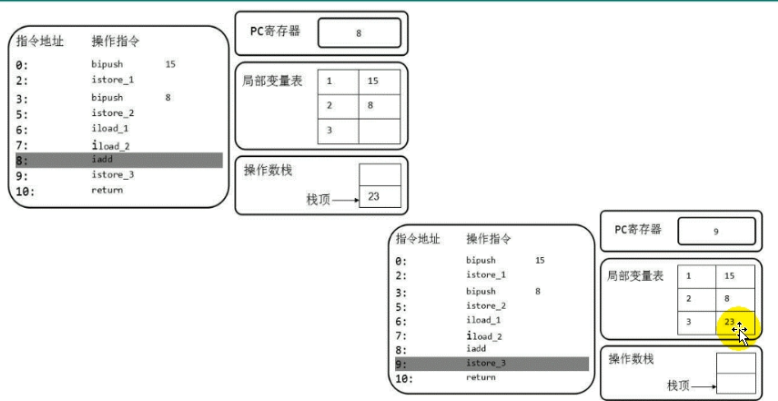 指令地址 操作指令
0: bipush 15
2: istore_1
3: bipush 8
5: istore_2
6: iload_1
7: iload_2
8: iadd
9: istore_3
10: return
PC寄存器 8
局部变量表 1 15
2 8
3
操作数栈
栈顶 23
指令地址 操作指令
0: bipush 15
2: istore_1
3: bipush 8
5: istore_2
6: iload_1
7: iload_2
8: iadd
9: istore_3
10: return
PC寄存器 9
局部变量表 1 15
2 8
3 23
操作数栈
栈顶